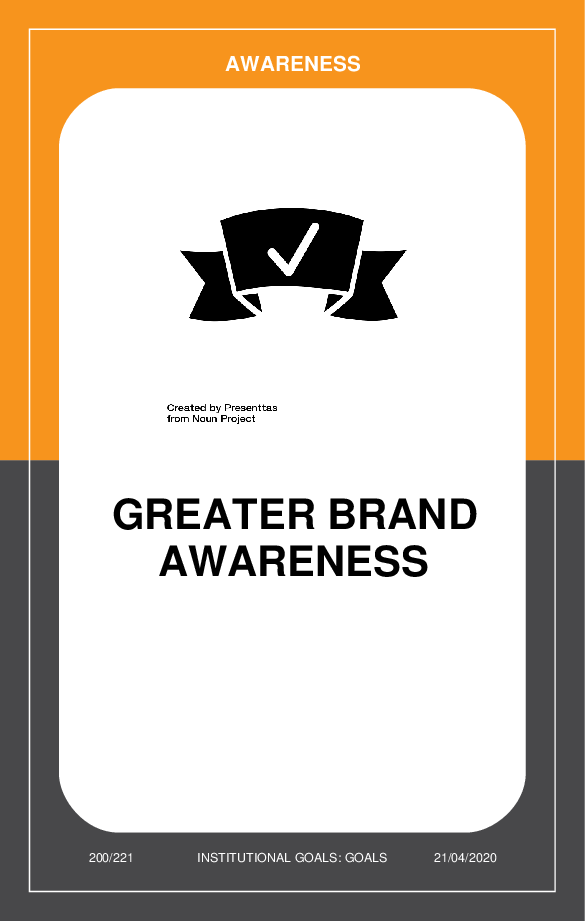 AWARENESS
Created by Presenttas
from Noun Project
GREATER BRAND
AWARENESS
200/221 INSTITUTIONAL GOALS: GOALS 21/04/2020